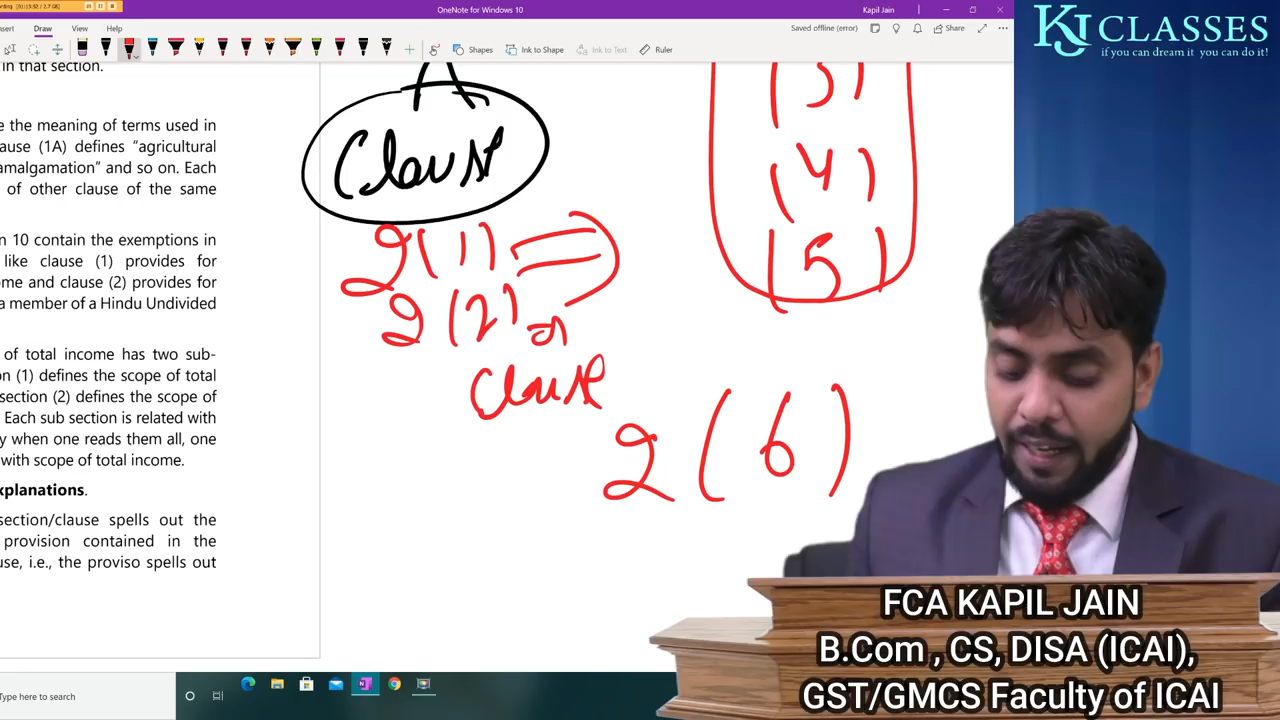 OneNote for Windows 10
Kapil Jain
Insert Draw View Help
Saved offline (error) Share
Shapes Ink to Shape Ink to Text Ruler
in that section.
e the meaning of terms used in
lause (1A) defines “agricultural
amalgamation” and so on. Each
of other clause of the same
n 10 contain the exemptions in
like clause (1) provides for
me and clause (2) provides for
a member of a Hindu Undivided
of total income has two sub-
on (1) defines the scope of total
section (2) defines the scope of
Each sub section is related with
y when one reads them all, one
with scope of total income.
xplanations.
section/clause spells out the
provision contained in the
use, i.e., the proviso spells out
Clause
2(1)
2(2) or
Clause
2(6)
(3)
(4)
(5)
Type here to search
KJ CLASSES
if you can dream it you can do it!
FCA KAPIL JAIN
B.Com , CS, DISA (ICAI),
GST/GMCS Faculty of ICAI